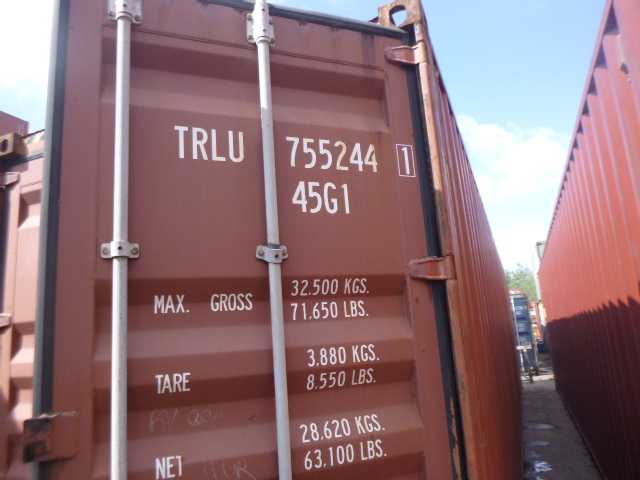 TRLU 755244 1
45G1
MAX. GROSS 32.500 KGS.
71.650 LBS.
TARE 3.880 KGS.
8.550 LBS.
28.620 KGS.
NET 63.100 LBS.